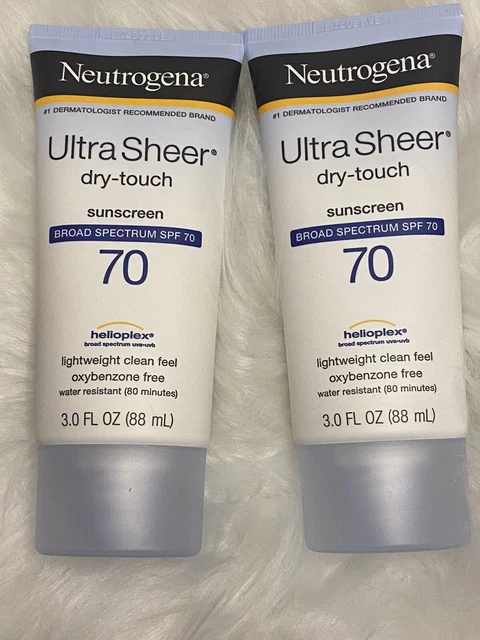 Neutrogena®
#1 DERMATOLOGIST RECOMMENDED BRAND
Ultra Sheer®
dry-touch
sunscreen
BROAD SPECTRUM SPF 70
70
helioplex®
broad spectrum uva•uvb
lightweight clean feel
oxybenzone free
water resistant (80 minutes)
3.0 FL OZ (88 mL)
Neutrogena®
#1 DERMATOLOGIST RECOMMENDED BRAND
Ultra Sheer®
dry-touch
sunscreen
BROAD SPECTRUM SPF 70
70
helioplex®
broad spectrum uva•uvb
lightweight clean feel
oxybenzone free
water resistant (80 minutes)
3.0 FL OZ (88 mL)